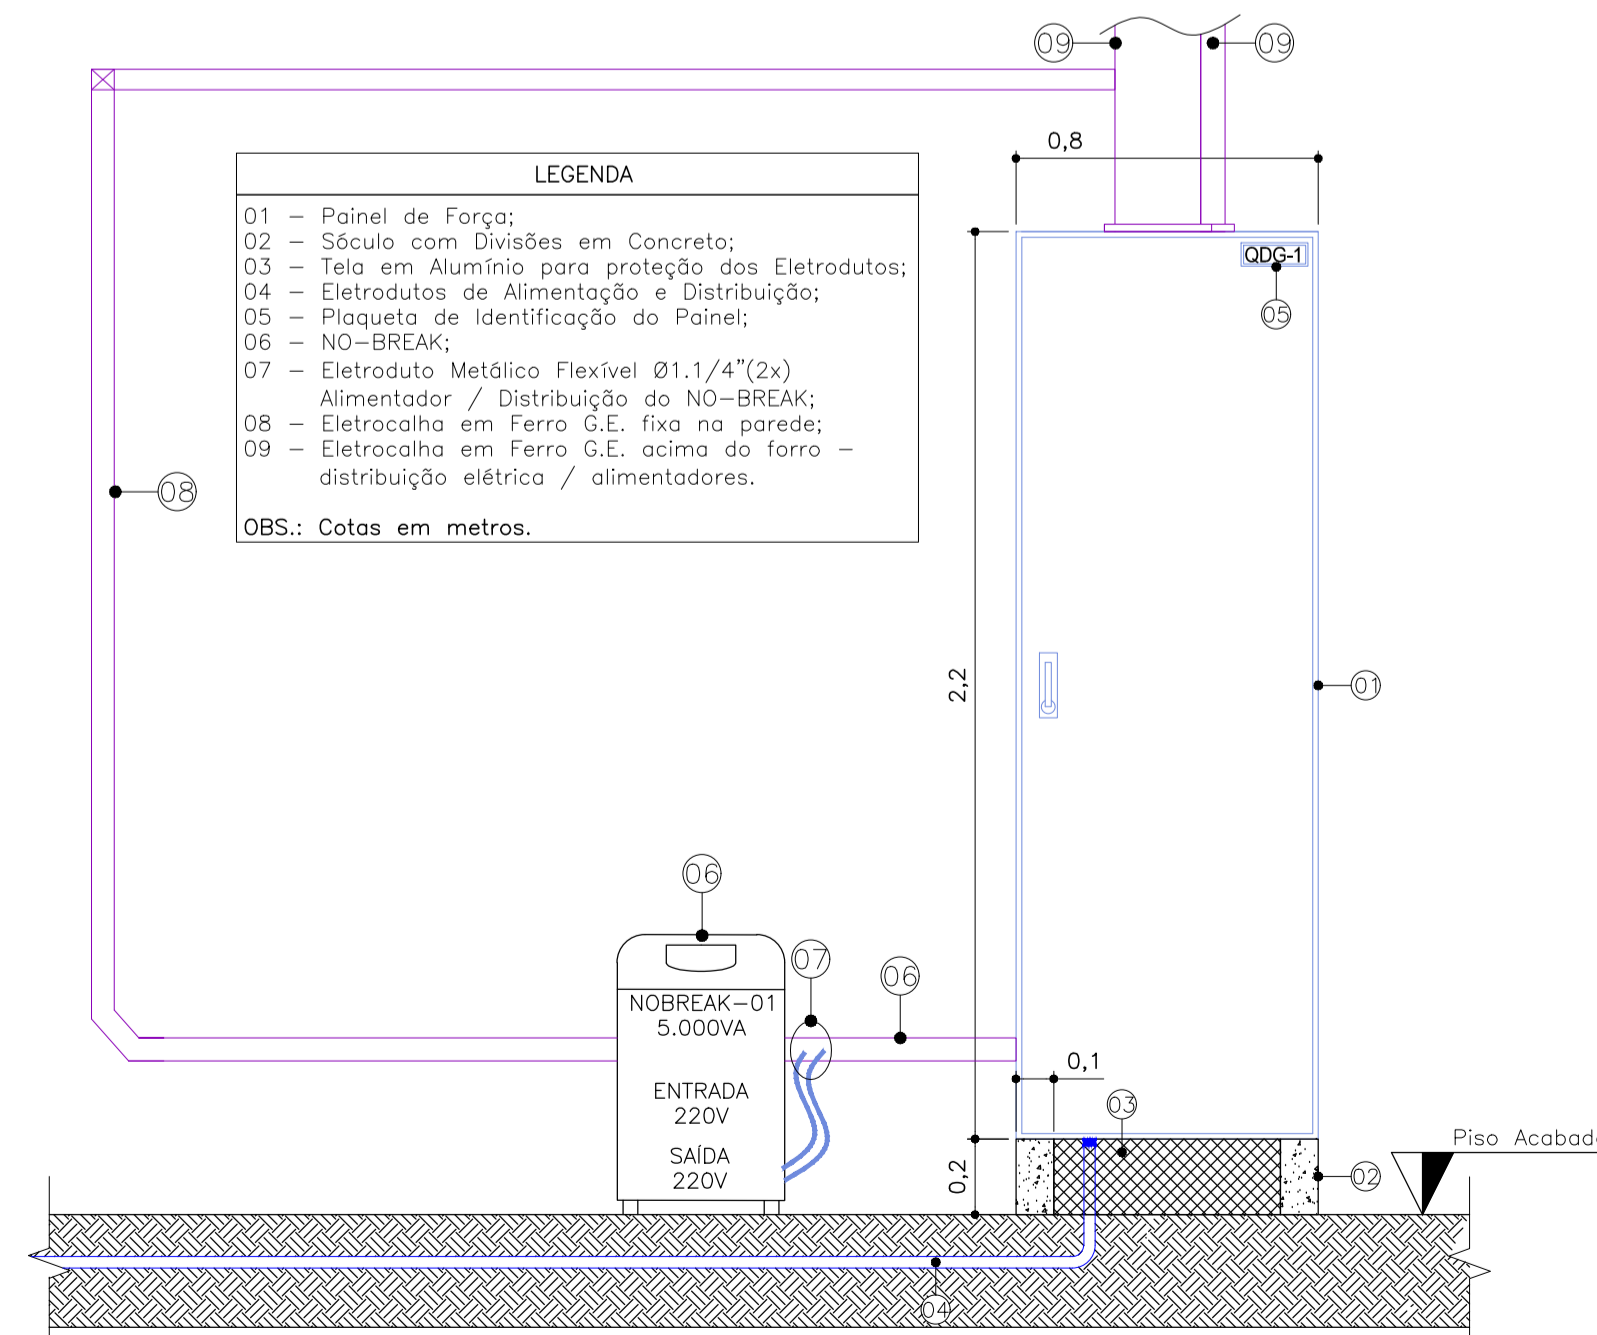 09
09
0,8
LEGENDA
01 – Painel de Força;
02 – Sóculo com Divisões em Concreto;
03 – Tela em Alumínio para proteção dos Eletrodutos;
04 – Eletrodutos de Alimentação e Distribuição;
05 – Plaqueta de Identificação do Painel;
06 – NO–BREAK;
07 – Eletroduto Metálico Flexível Ø1.1/4"(2x)
Alimentador / Distribuição do NO–BREAK;
08 – Eletrocalha em Ferro G.E. fixa na parede;
09 – Eletrocalha em Ferro G.E. acima do forro –
distribuição elétrica / alimentadores.
OBS.: Cotas em metros.
QDG-1
05
08
2,2
01
06
07
06
NOBREAK–01
5.000VA
ENTRADA
220V
SAÍDA
220V
0,1
03
0,2
02
Piso Acabado
04